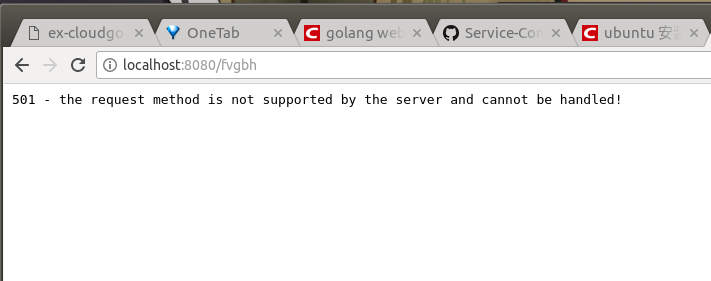 ex-cloudgo
OneTab
golang web
Service-Con
ubuntu 安
localhost:8080/fvgbh
501 - the request method is not supported by the server and cannot be handled!